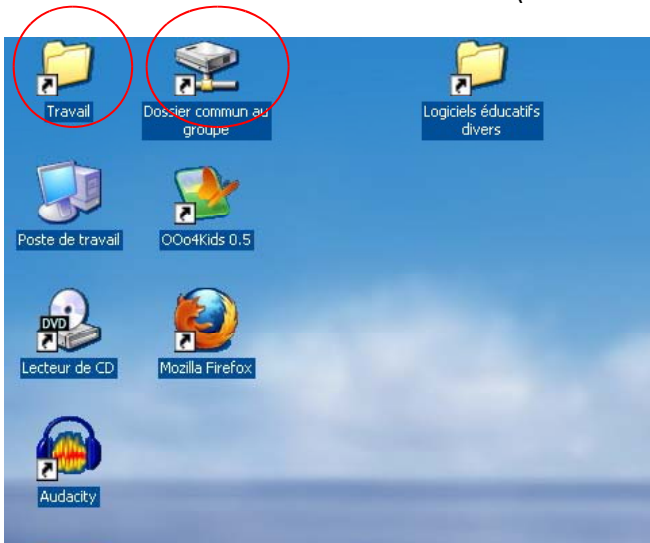 (
Travail
Dossier commun au
groupe
Logiciels éducatifs
divers
Poste de travail
OOo4Kids 0.5
DVD
Lecteur de CD
Mozilla Firefox
Audacity